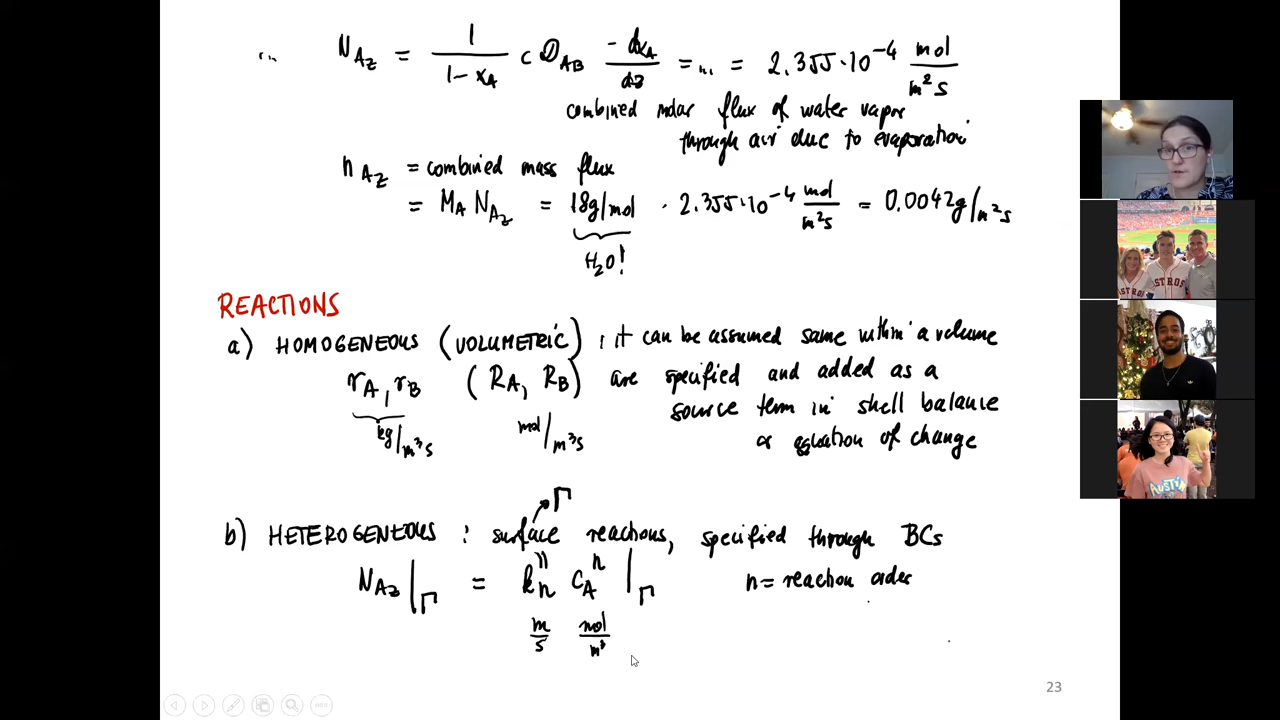 N_Az = 1/(1-x_A) c D_AB -dx_A/dz = ... = 2.355·10^-4 mol/m²s
combined molar flux of water vapor
through air due to evaporation
n_Az = combied mass flux
= M_A N_Az = 18g/mol · 2.355·10^-4 mol/m²s = 0.0042g/m²s
H₂O!
REACTIONS
a) HOMOGENEOUS (VOLUMETRIC) : it can be assumed same within a volume
r_A, r_B (R_A, R_B) are specified and added as a
kg/m³s mol/m³s source term in shell balance
or equation of change
Γ
b) HETEROGENEOUS : surface reactions, specified through BCs
N_Az|_Γ = k''_n c_A^n |_Γ n = reaction order
m/s mol/m³
23
ASTROS
AUSTIN